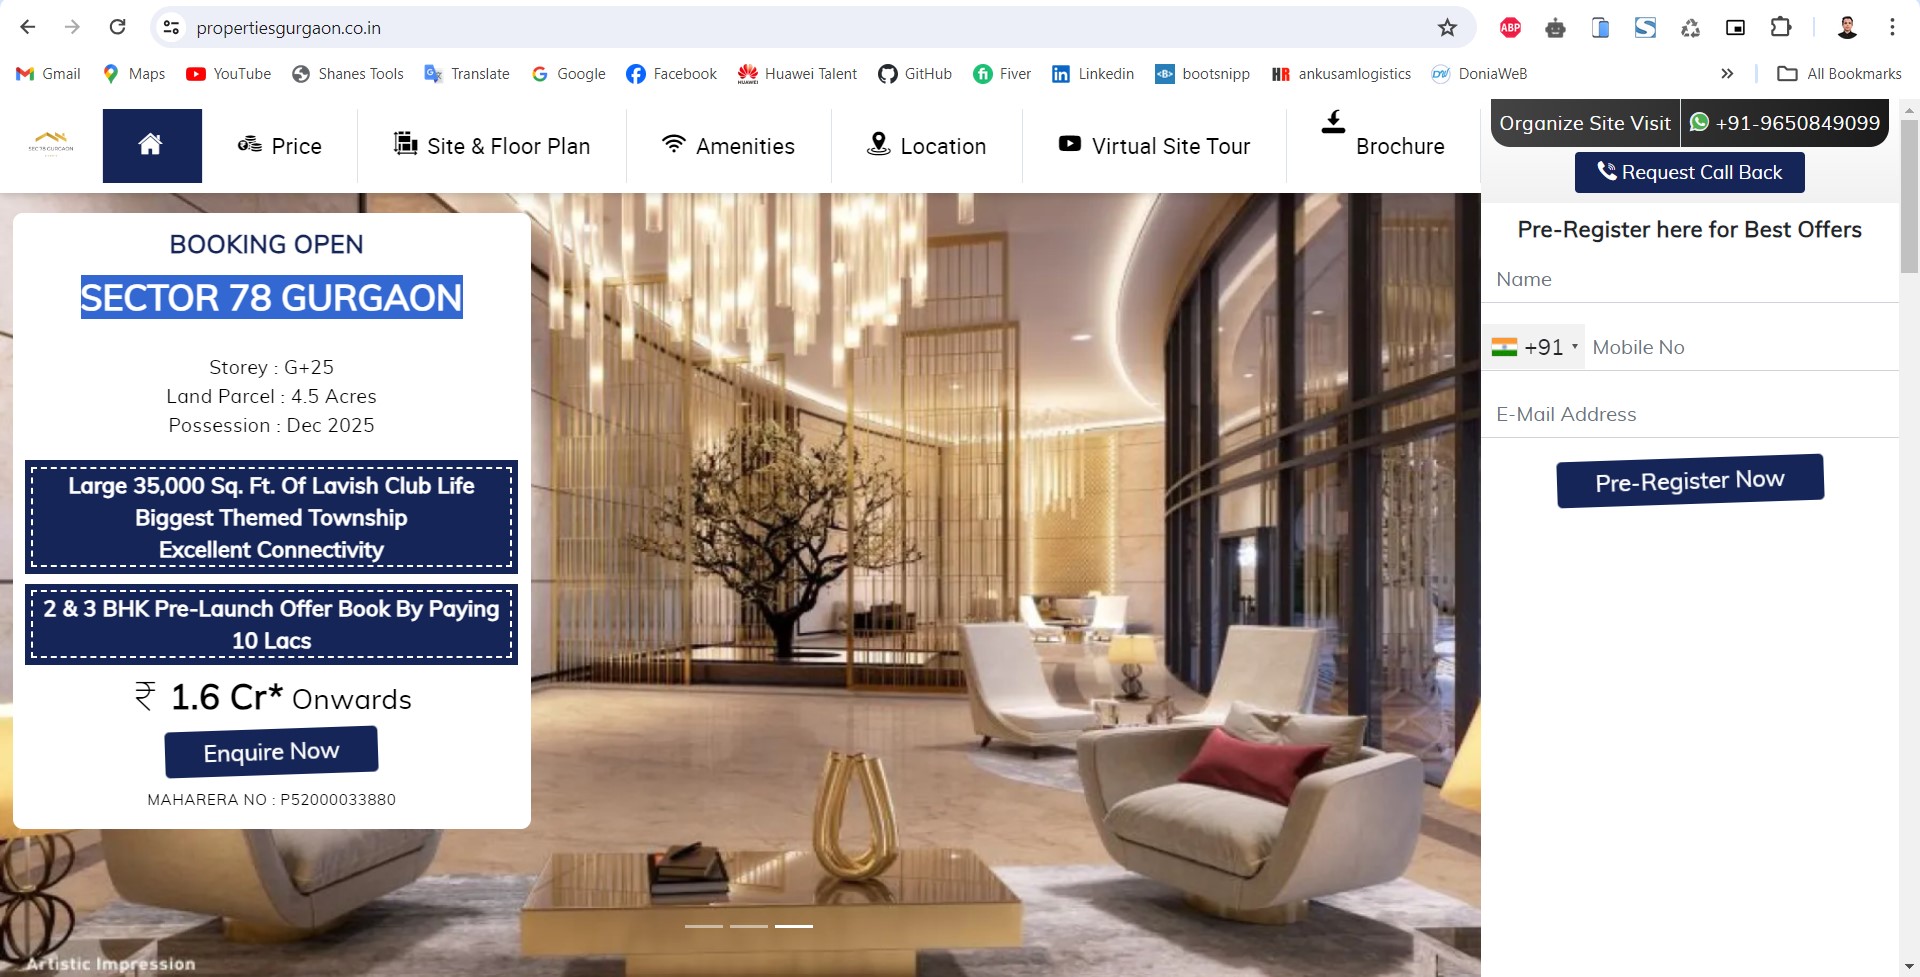 propertiesgurgaon.co.in
ABP
Gmail
Maps
YouTube
Shanes Tools
Translate
Google
Facebook
Huawei Talent
GitHub
Fiver
Linkedin
bootsnipp
ankusamlogistics
DoniaWeB
»
All Bookmarks
SEC 78 GURGAON
Price
Site & Floor Plan
Amenities
Location
Virtual Site Tour
Brochure
Organize Site Visit
+91-9650849099
Request Call Back
BOOKING OPEN
SECTOR 78 GURGAON
Storey : G+25
Land Parcel : 4.5 Acres
Possession : Dec 2025
Large 35,000 Sq. Ft. Of Lavish Club Life
Biggest Themed Township
Excellent Connectivity
2 & 3 BHK Pre-Launch Offer Book By Paying
10 Lacs
₹ 1.6 Cr* Onwards
Enquire Now
MAHARERA NO : P52000033880
Artistic Impression
Pre-Register here for Best Offers
Name
+91
Mobile No
E-Mail Address
Pre-Register Now